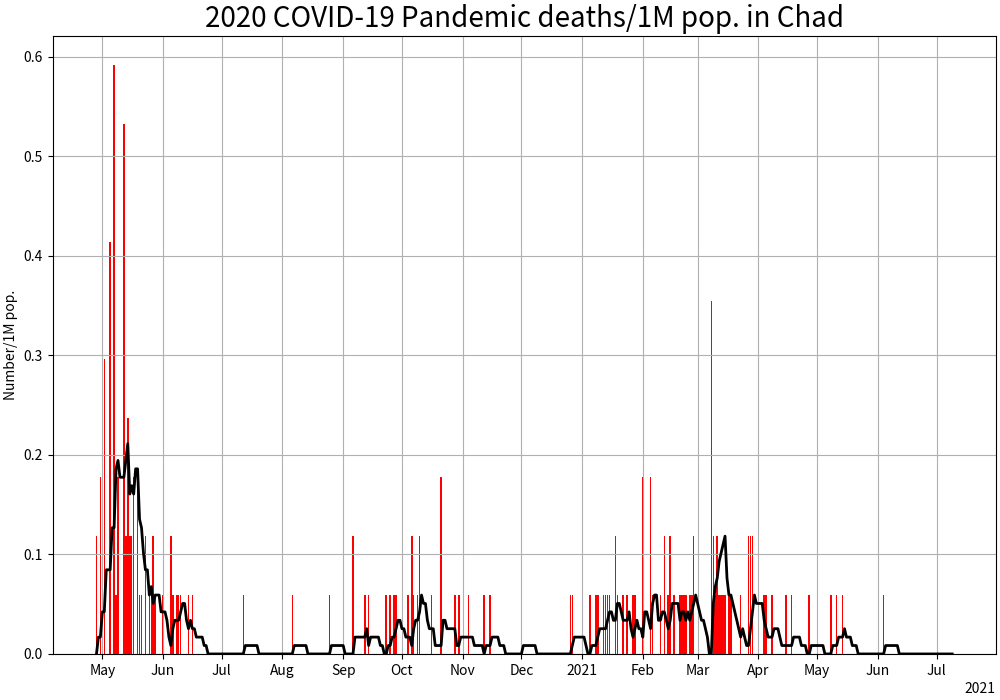 2020 COVID-19 Pandemic deaths/1M pop. in Chad
Number/1M pop.
0.6
0.5
0.4
0.3
0.2
0.1
0.0
May Jun Jul Aug Sep Oct Nov Dec 2021 Feb Mar Apr May Jun Jul
2021